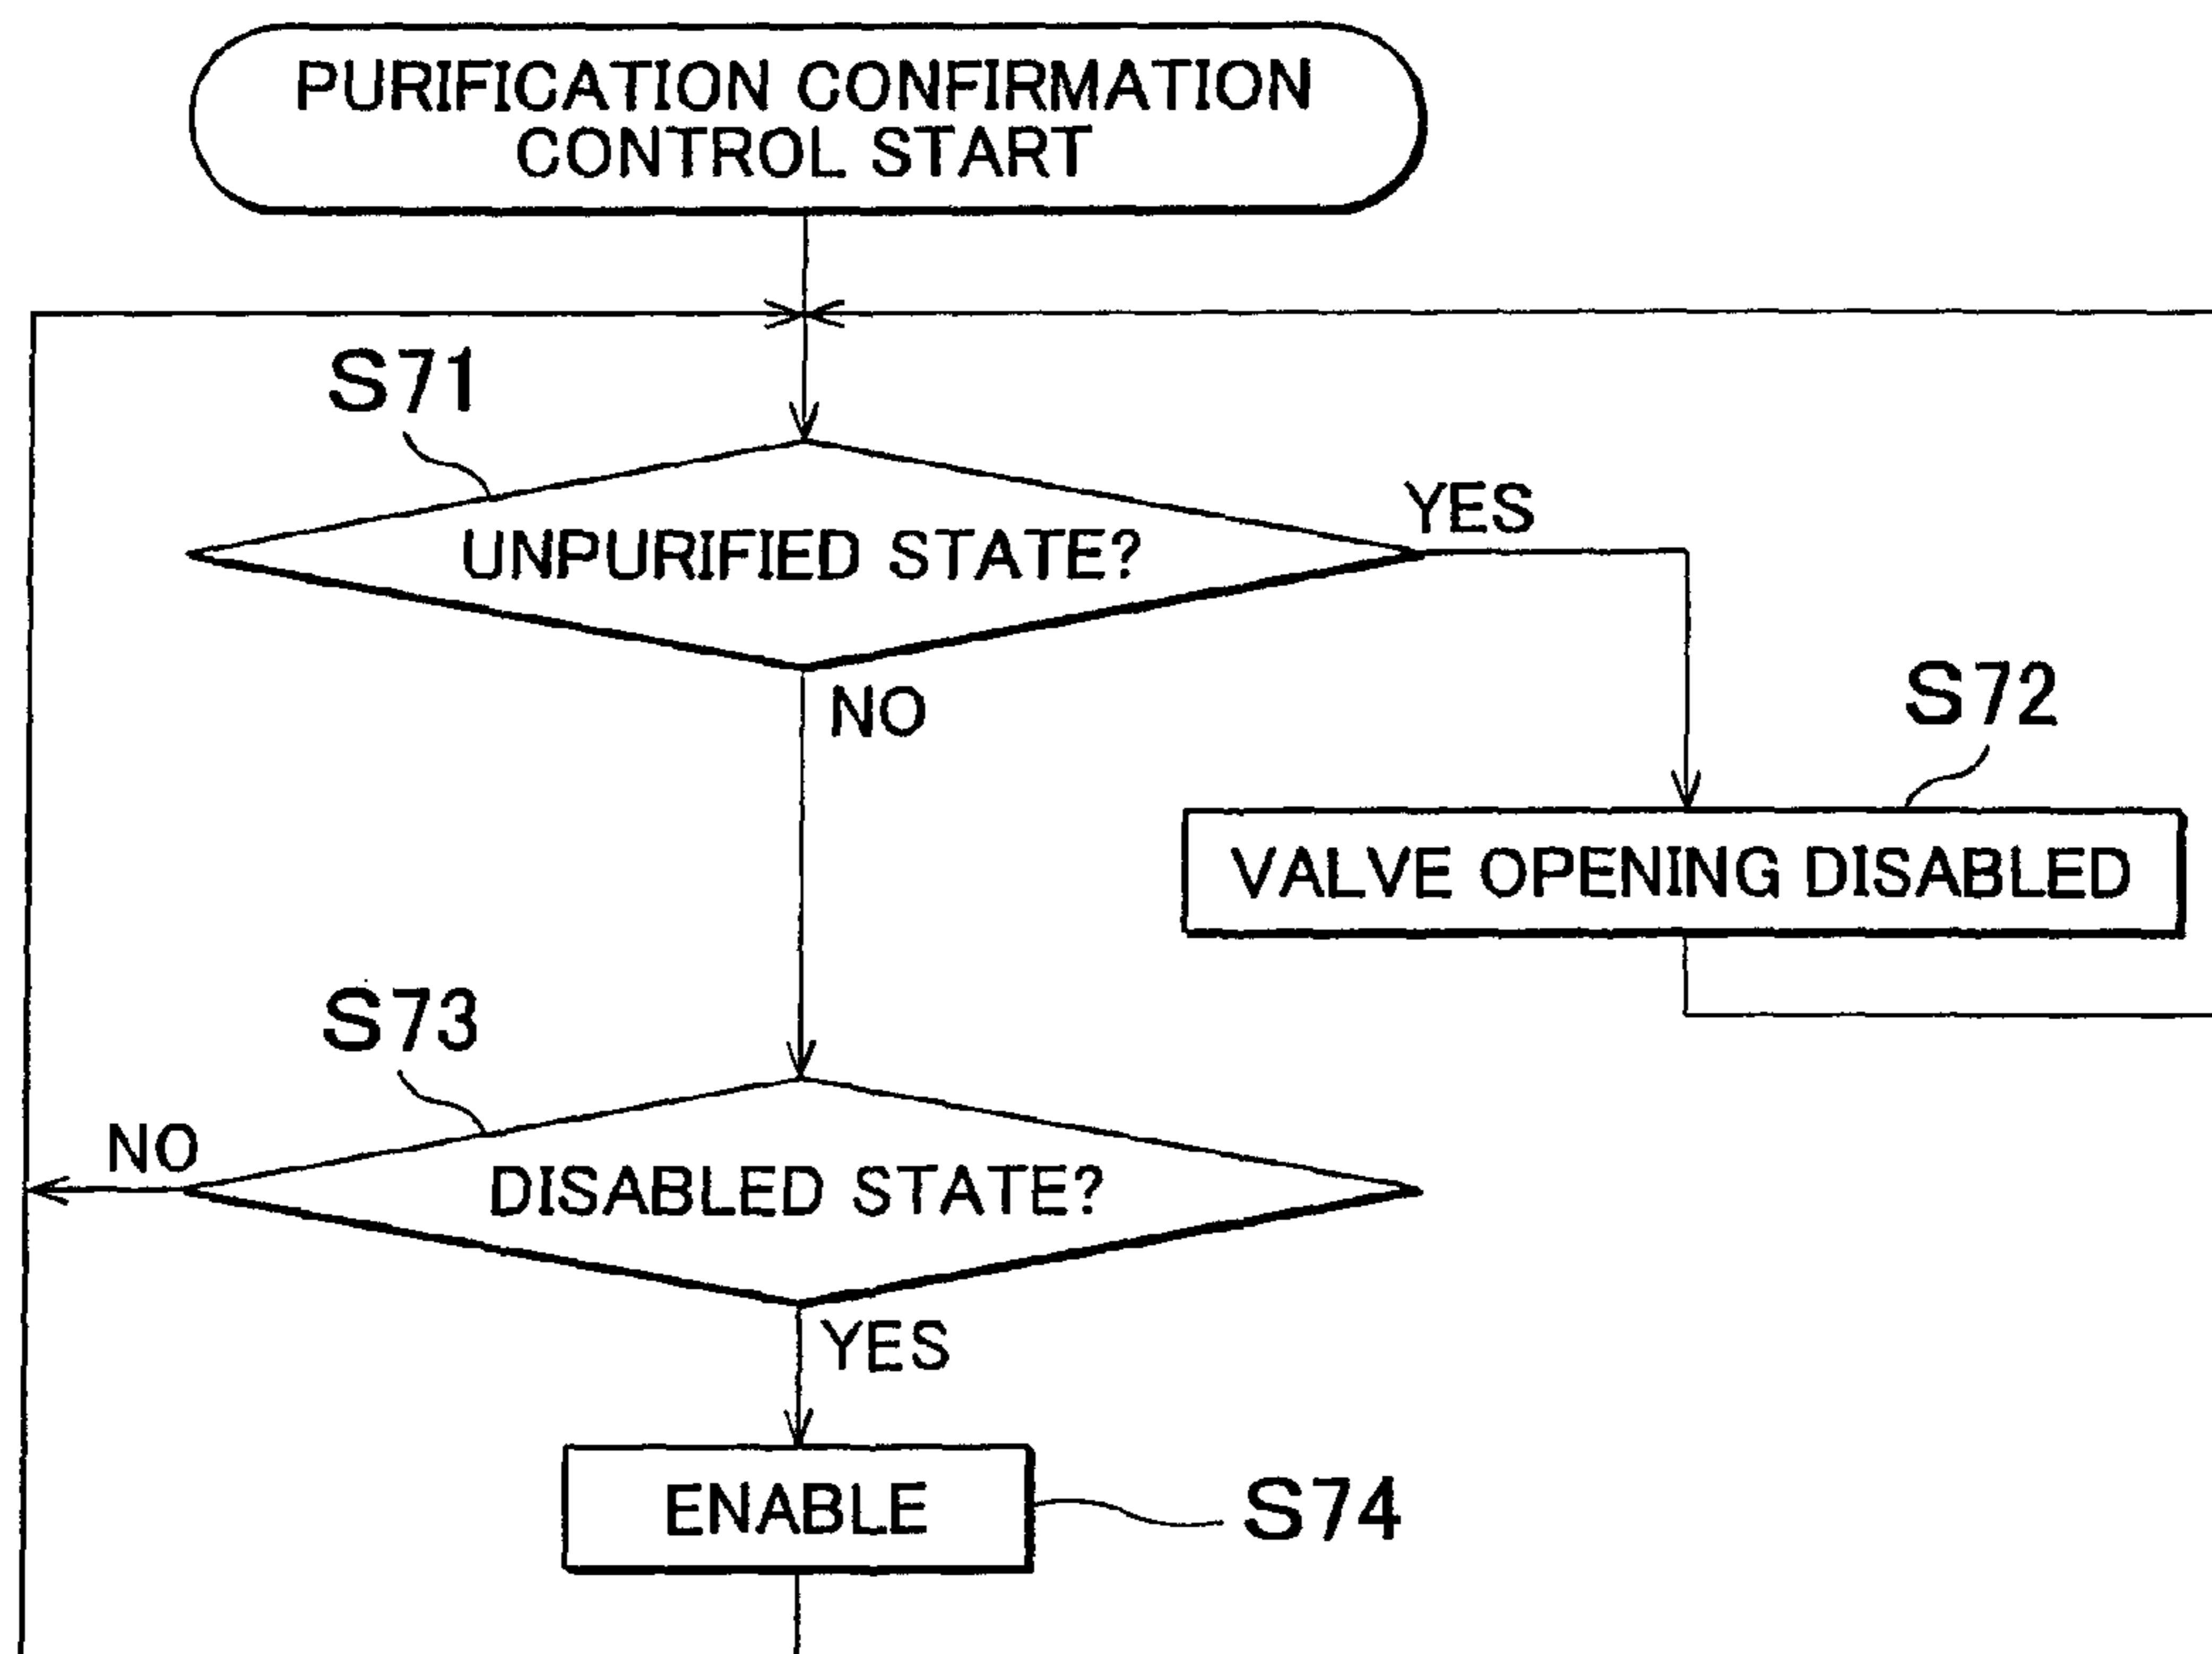 PURIFICATION CONFIRMATION
CONTROL START
S71
UNPURIFIED STATE?
YES
NO
S72
VALVE OPENING DISABLED
S73
NO
DISABLED STATE?
YES
ENABLE
S74